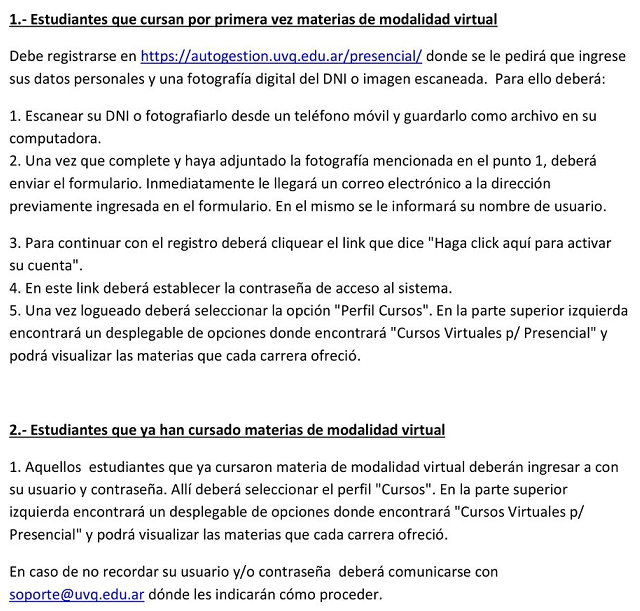 1.- Estudiantes que cursan por primera vez materias de modalidad virtual
Debe registrarse en https://autogestion.uvq.edu.ar/presencial/ donde se le pedirá que ingrese
sus datos personales y una fotografía digital del DNI o imagen escaneada. Para ello deberá:
1. Escanear su DNI o fotografiarlo desde un teléfono móvil y guardarlo como archivo en su
computadora.
2. Una vez que complete y haya adjuntado la fotografía mencionada en el punto 1, deberá
enviar el formulario. Inmediatamente le llegará un correo electrónico a la dirección
previamente ingresada en el formulario. En el mismo se le informará su nombre de usuario.
3. Para continuar con el registro deberá cliquear el link que dice "Haga click aquí para activar
su cuenta".
4. En este link deberá establecer la contraseña de acceso al sistema.
5. Una vez logueado deberá seleccionar la opción "Perfil Cursos". En la parte superior izquierda
encontrará un desplegable de opciones donde encontrará "Cursos Virtuales p/ Presencial" y
podrá visualizar las materias que cada carrera ofreció.
2.- Estudiantes que ya han cursado materias de modalidad virtual
1. Aquellos estudiantes que ya cursaron materia de modalidad virtual deberán ingresar a con
su usuario y contraseña. Allí deberá seleccionar el perfil "Cursos". En la parte superior
izquierda encontrará un desplegable de opciones donde encontrará "Cursos Virtuales p/
Presencial" y podrá visualizar las materias que cada carrera ofreció.
En caso de no recordar su usuario y/o contraseña deberá comunicarse con
soporte@uvq.edu.ar dónde les indicarán cómo proceder.